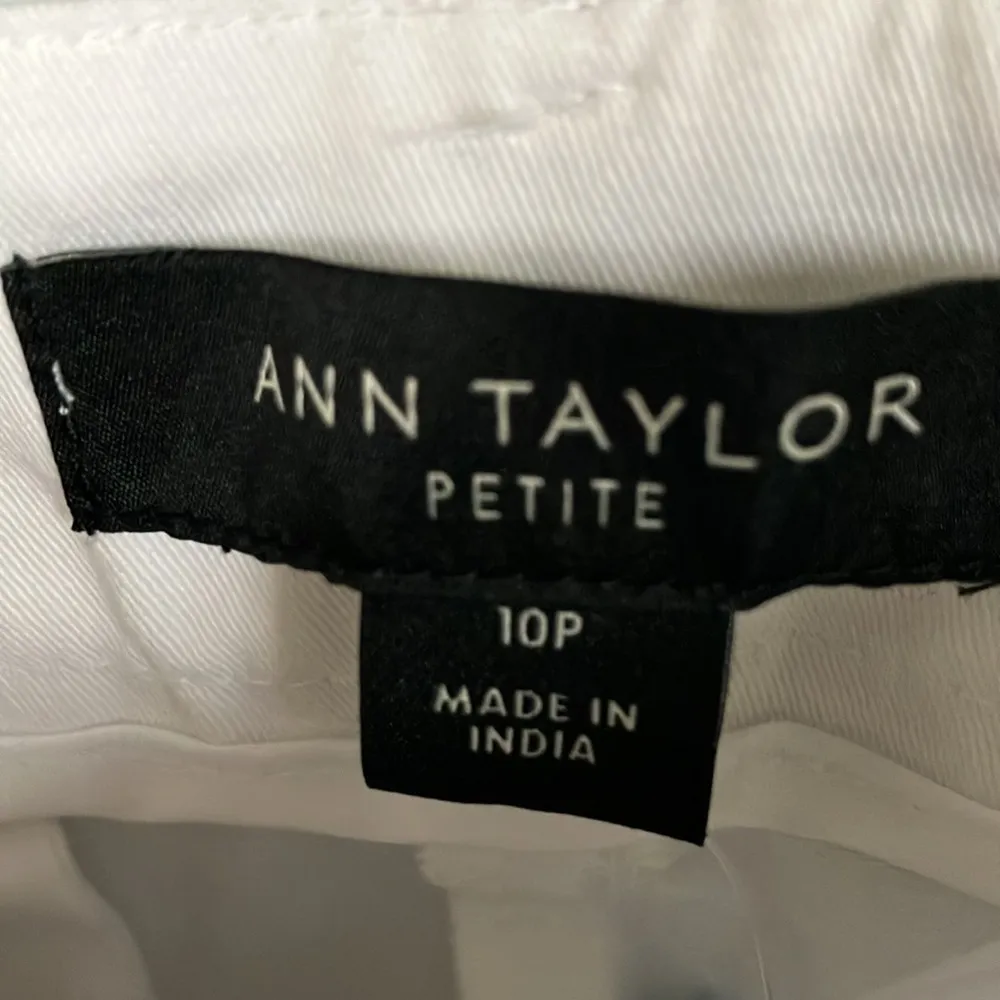 ANN TAYLOR
PETITE
10P
MADE IN
INDIA